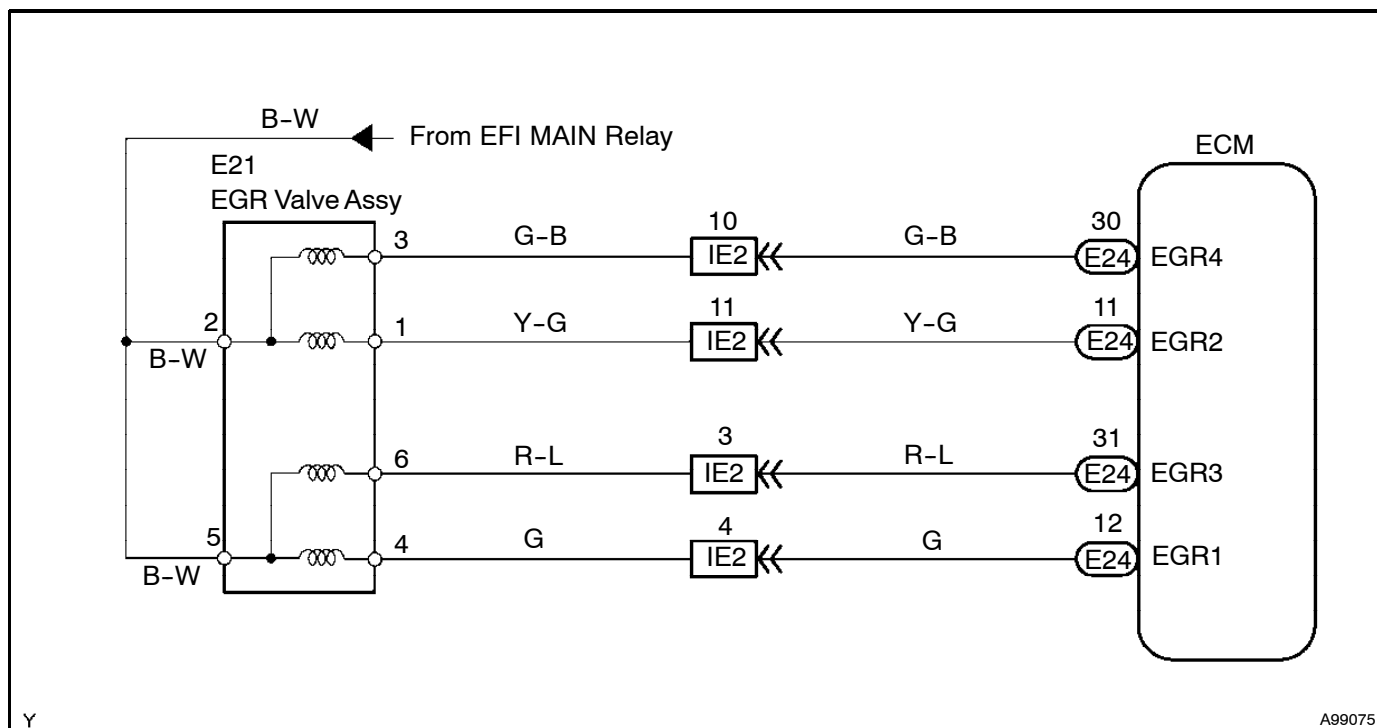 B-W
From EFI MAIN Relay
E21
EGR Valve Assy
ECM
3
G-B
10
IE2
G-B
30
E24
EGR4
2
B-W
1
Y-G
11
IE2
Y-G
11
E24
EGR2
6
R-L
3
IE2
R-L
31
E24
EGR3
5
B-W
4
G
4
IE2
G
12
E24
EGR1
Y
A99075